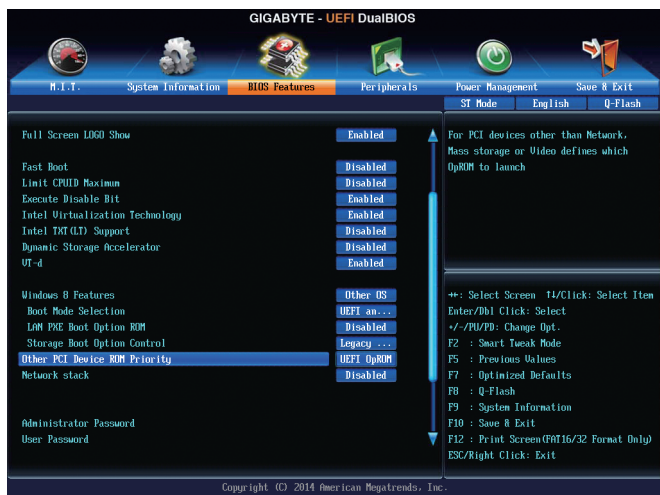 GIGABYTE - UEFI DualBIOS
M.I.T.
System Information
BIOS Features
Peripherals
Power Management
Save & Exit
ST Mode
English
Q-Flash
Full Screen LOGO Show Enabled
Fast Boot Disabled
Limit CPUID Maximum Disabled
Execute Disable Bit Enabled
Intel Virtualization Technology Enabled
Intel TXT(LT) Support Disabled
Dynamic Storage Accelerator Disabled
VT-d Enabled
Windows 8 Features Other OS
Boot Mode Selection UEFI an...
LAN PXE Boot Option ROM Disabled
Storage Boot Option Control Legacy ...
Other PCI Device ROM Priority UEFI OpROM
Network stack Disabled
Administrator Password
User Password
For PCI devices other than Network,
Mass storage or Video defines which
OpROM to launch
→←: Select Screen ↑↓/Click: Select Item
Enter/Dbl Click: Select
+/-/PU/PD: Change Opt.
F2 : Smart Tweak Mode
F5 : Previous Values
F7 : Optimized Defaults
F8 : Q-Flash
F9 : System Information
F10 : Save & Exit
F12 : Print Screen(FAT16/32 Format Only)
ESC/Right Click: Exit
Copyright (C) 2014 American Megatrends, Inc.